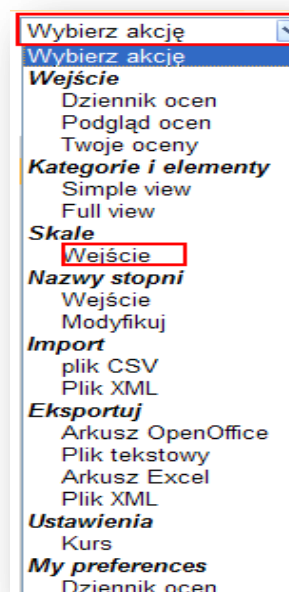 Wybierz akcję
Wybierz akcję
Wejście
Dziennik ocen
Podgląd ocen
Twoje oceny
Kategorie i elementy
Simple view
Full view
Skale
Wejście
Nazwy stopni
Wejście
Modyfikuj
Import
plik CSV
Plik XML
Eksportuj
Arkusz OpenOffice
Plik tekstowy
Arkusz Excel
Plik XML
Ustawienia
Kurs
My preferences
Dziennik ocen